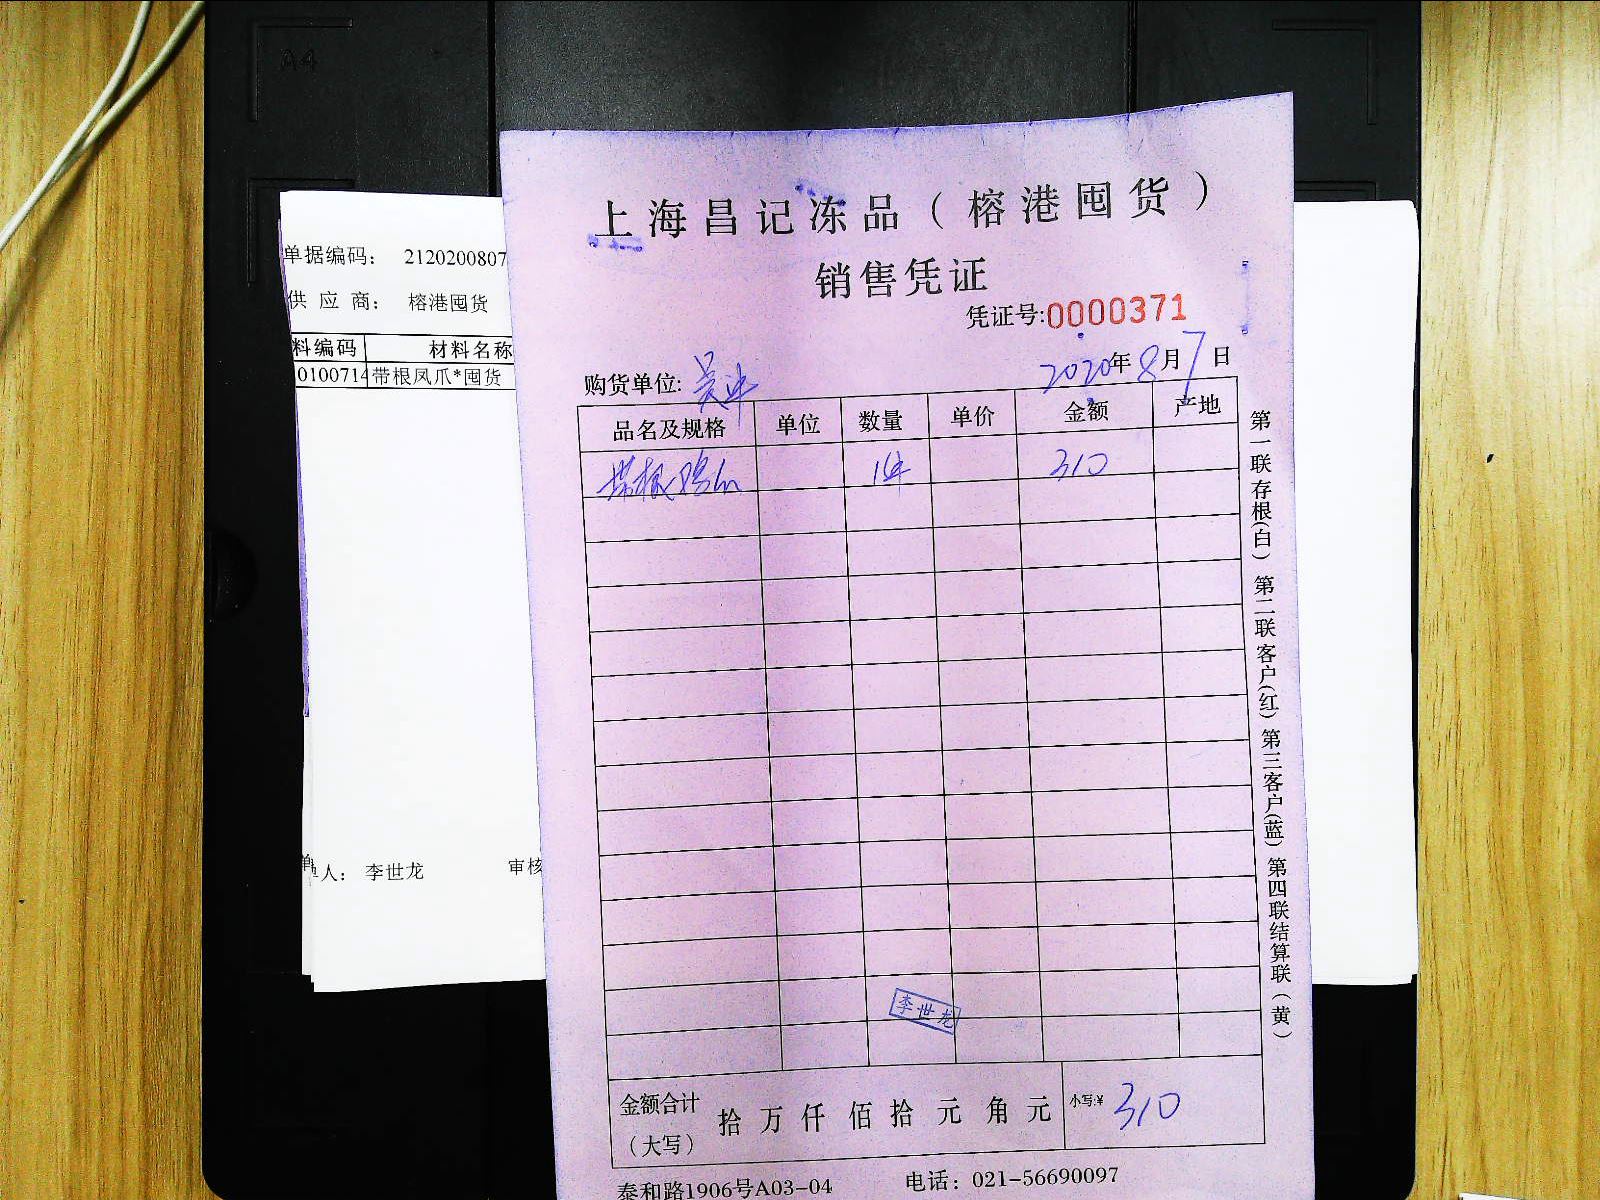 A4
单据编码： 2120200807
供 应 商： 榕港囤货
料编码 材料名称
0100714 带根凤爪*囤货
单人： 李世龙 审核
上海昌记冻品（榕港囤货）
销售凭证
凭证号:0000371
购货单位:
2020年8月7日
品名及规格 单位 数量 单价 金额 产地
带根 1件 310
李世龙
金额合计（大写） 拾 万 仟 佰 拾 元 角 元 小写:¥ 310
泰和路1906号A03-04 电话：021-56690097
第一联存根(白) 第二联客户(红) 第三客户(蓝) 第四联结算联（黄）